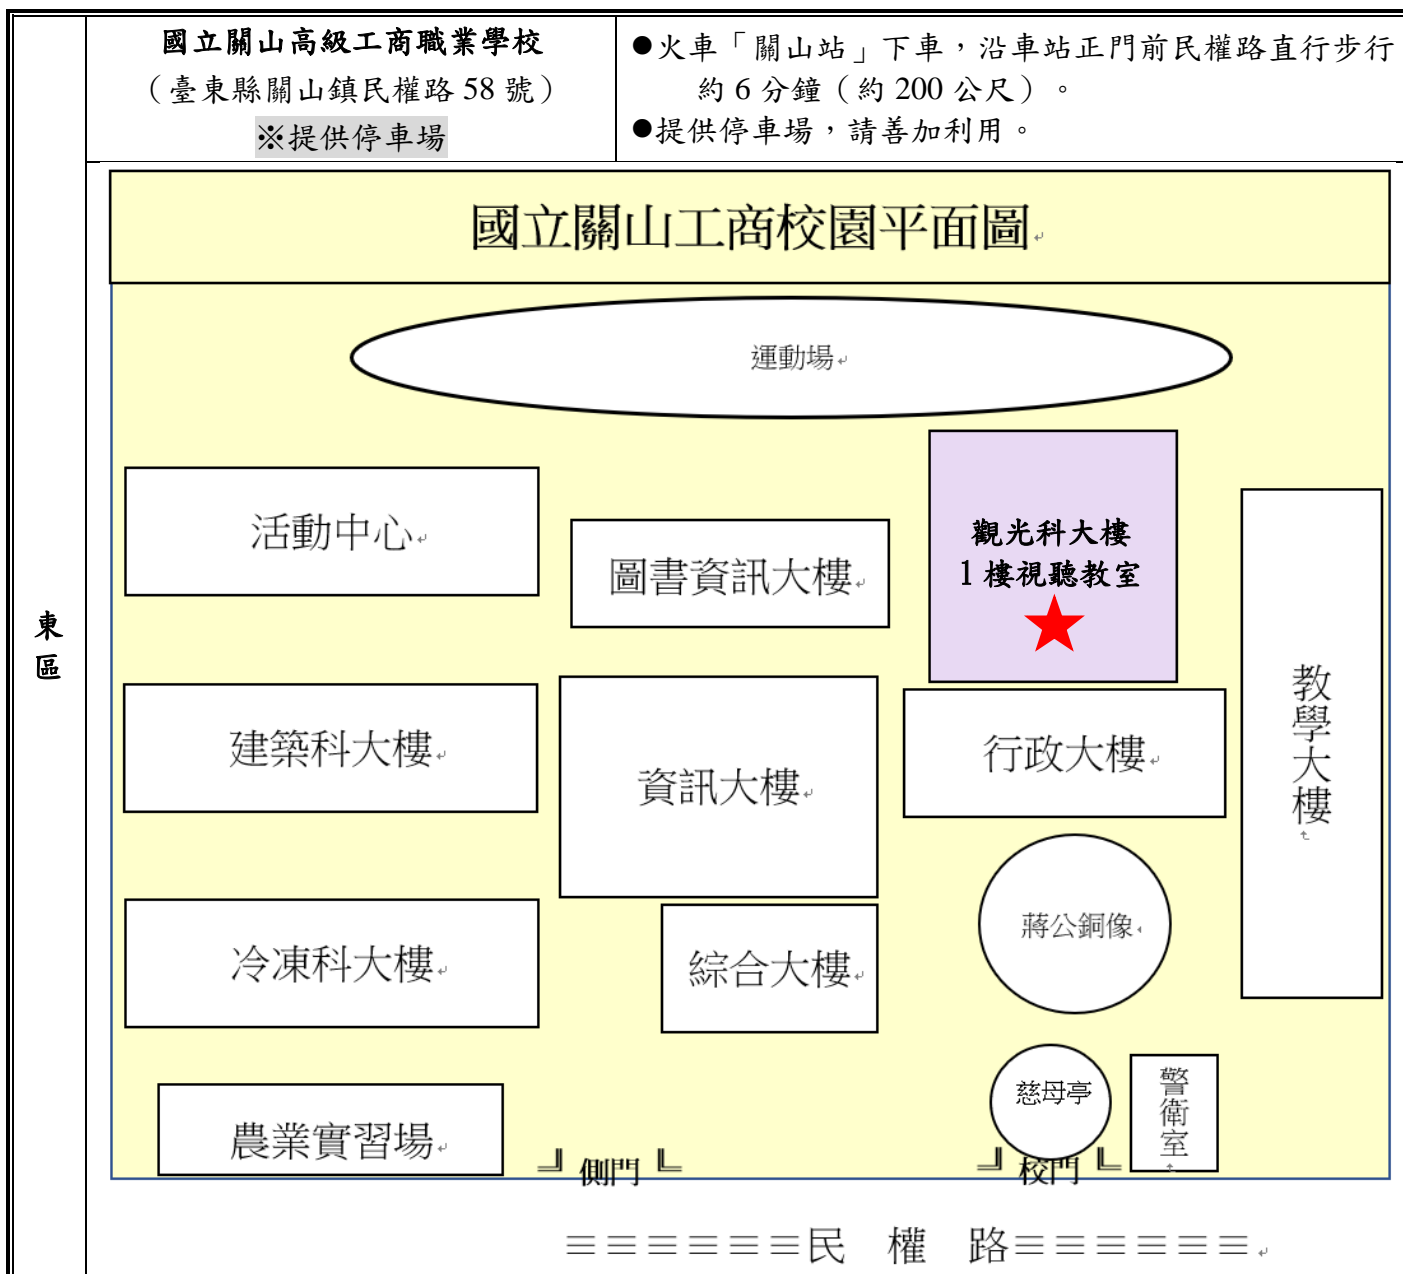 東區
國立關山高級工商職業學校
（臺東縣關山鎮民權路 58 號）
※提供停車場
●火車「關山站」下車，沿車站正門前民權路直行步行
約 6 分鐘（約 200 公尺）。
●提供停車場，請善加利用。
國立關山工商校園平面圖
運動場
活動中心
圖書資訊大樓
觀光科大樓
1 樓視聽教室
教學大樓
建築科大樓
資訊大樓
行政大樓
冷凍科大樓
綜合大樓
蔣公銅像
慈母亭
警衛室
農業實習場
側門
校門
民 權 路